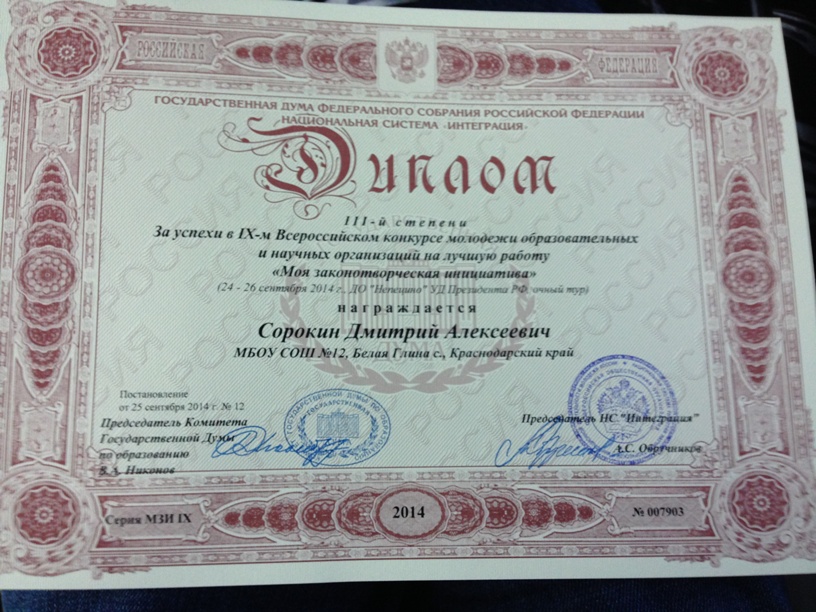 РОССИЙСКАЯ ФЕДЕРАЦИЯ
ГОСУДАРСТВЕННАЯ ДУМА ФЕДЕРАЛЬНОГО СОБРАНИЯ РОССИЙСКОЙ ФЕДЕРАЦИИ
НАЦИОНАЛЬНАЯ СИСТЕМА «ИНТЕГРАЦИЯ»
Диплом
III-й степени
За успехи в IX-м Всероссийском конкурсе молодежи образовательных
и научных организаций на лучшую работу
«Моя законотворческая инициатива»
(24 - 26 сентября 2014 г., ДО "Непецино" УД Президента РФ, очный тур)
награждается
Сорокин Дмитрий Алексеевич
МБОУ СОШ №12, Белая Глина с., Краснодарский край
ДУМА
Постановление
от 25 сентября 2014 г. № 12
Председатель Комитета
Государственной Думы
по образованию
В.А. Никонов
Председатель НС "Интеграция"
А.С. Обручников
Серия МЗИ IX
2014
№ 007903